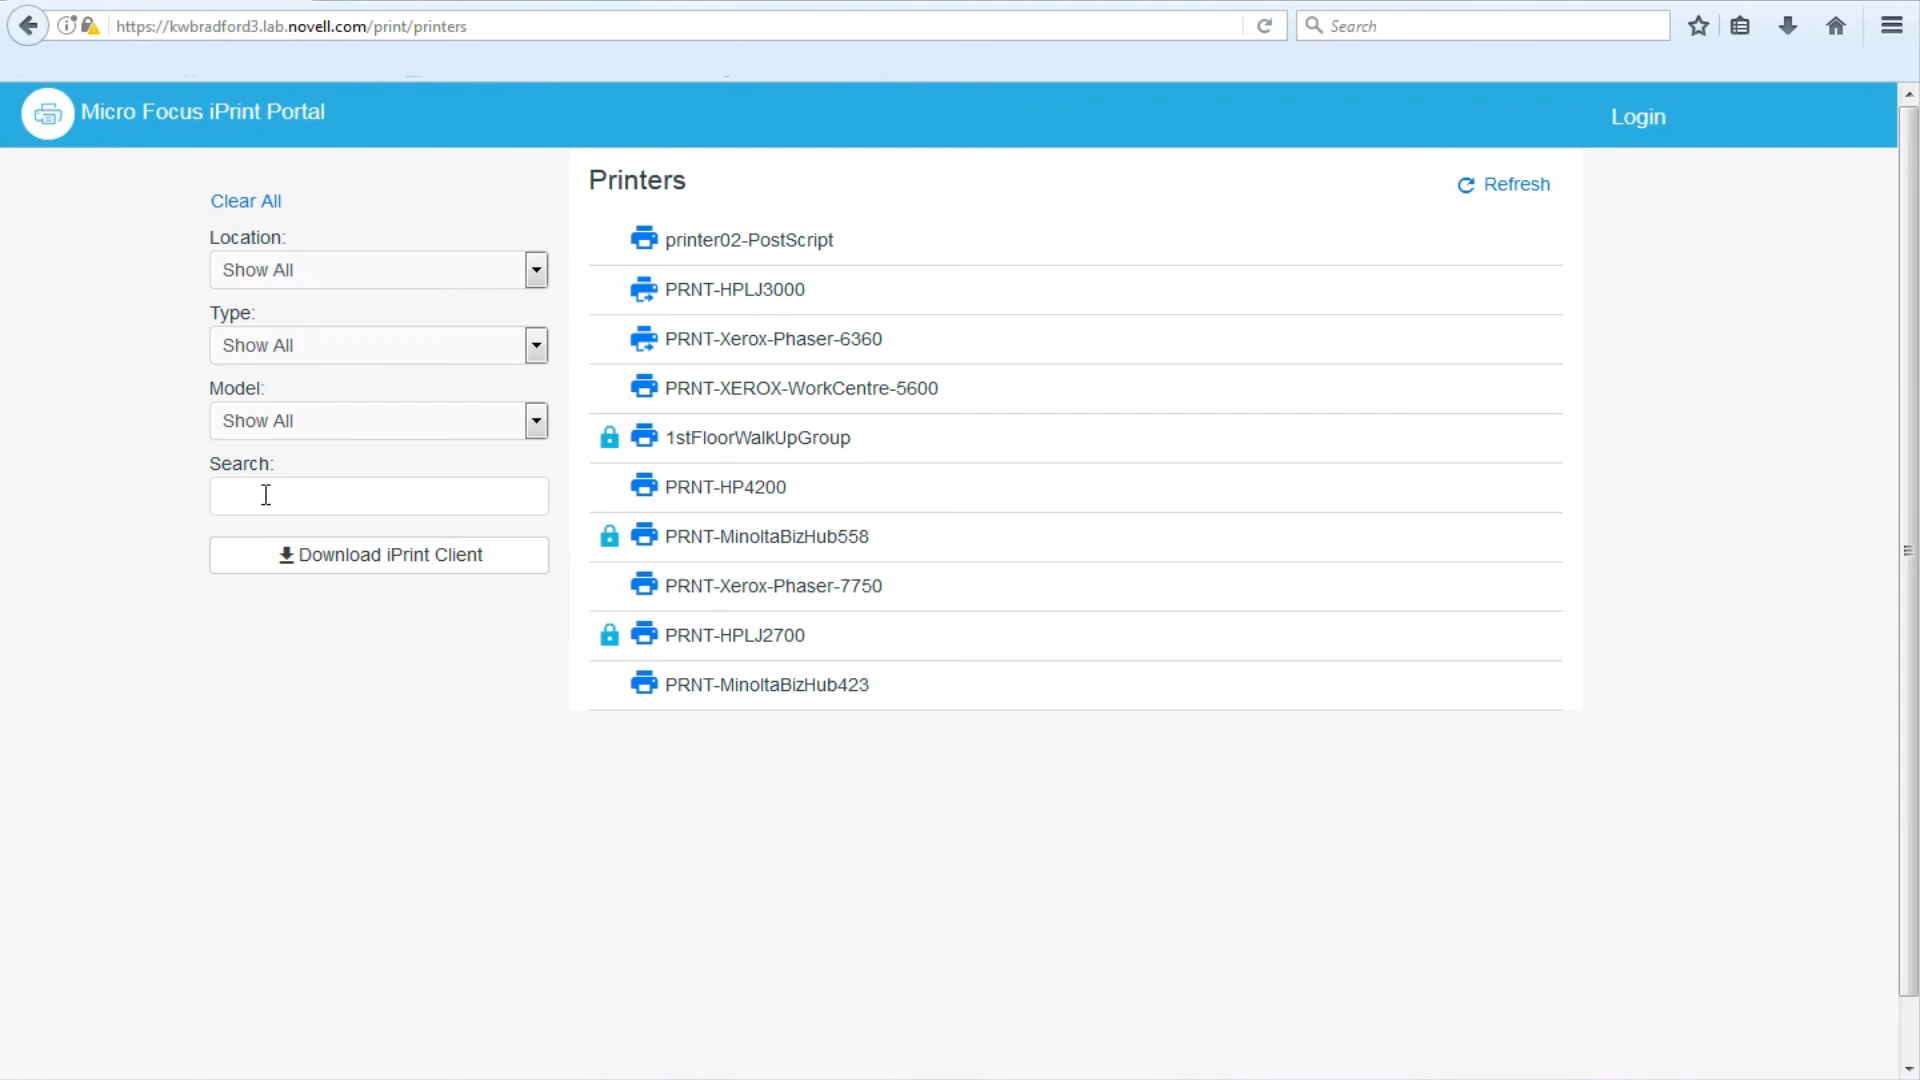 https://kwbradford3.lab.novell.com/print/printers
Search
Micro Focus iPrint Portal
Login
Clear All
Location:
Show All
Type:
Show All
Model:
Show All
Search:
Download iPrint Client
Printers
Refresh
printer02-PostScript
PRNT-HPLJ3000
PRNT-Xerox-Phaser-6360
PRNT-XEROX-WorkCentre-5600
1stFloorWalkUpGroup
PRNT-HP4200
PRNT-MinoltaBizHub558
PRNT-Xerox-Phaser-7750
PRNT-HPLJ2700
PRNT-MinoltaBizHub423